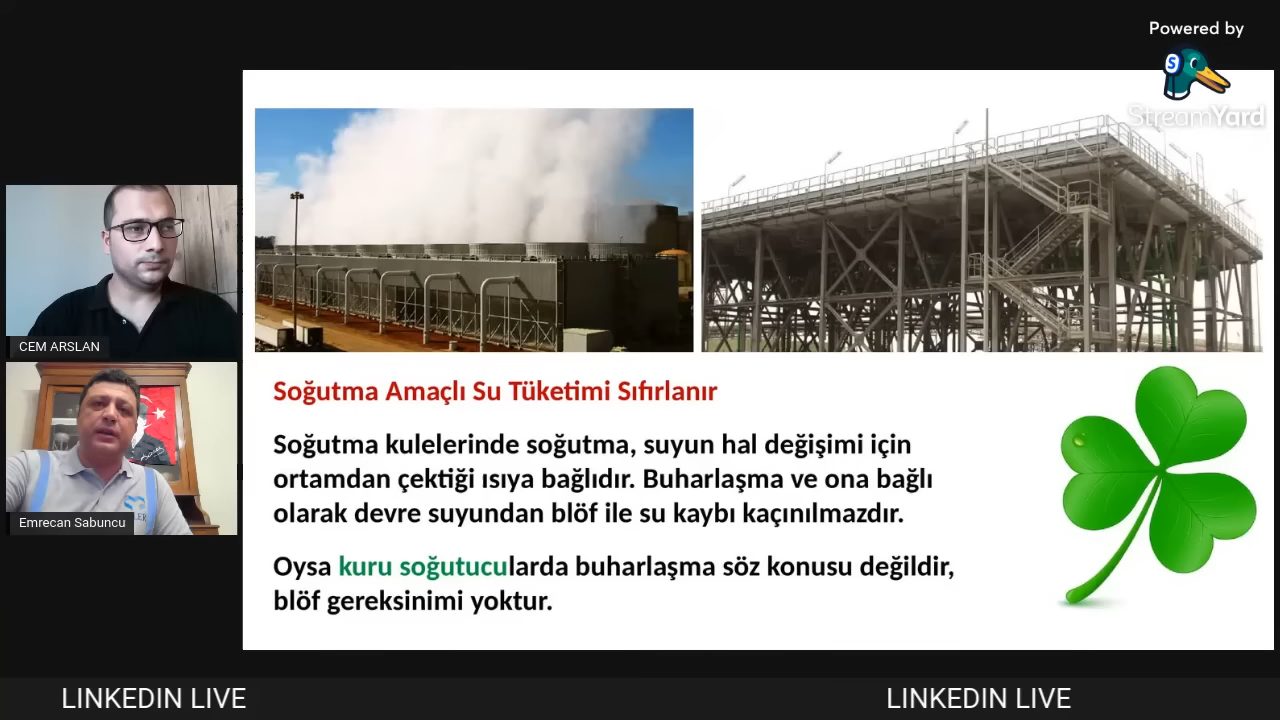 Powered by
StreamYard
CEM ARSLAN
Emrecan Sabuncu
Soğutma Amaçlı Su Tüketimi Sıfırlanır
Soğutma kulelerinde soğutma, suyun hal değişimi için
ortamdan çektiği ısıya bağlıdır. Buharlaşma ve ona bağlı
olarak devre suyundan blöf ile su kaybı kaçınılmazdır.
Oysa kuru soğutucularda buharlaşma söz konusu değildir,
blöf gereksinimi yoktur.
LINKEDIN LIVE
LINKEDIN LIVE